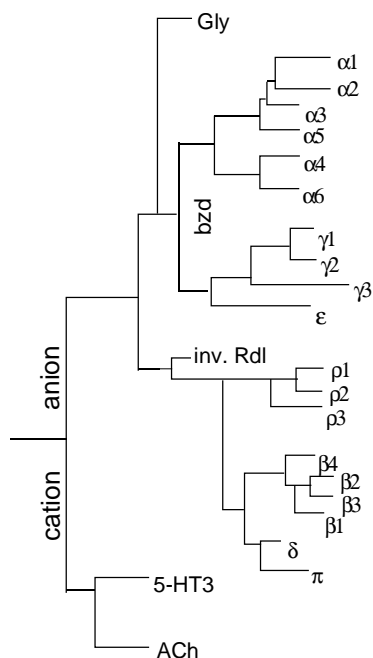 Gly
α1
α2
α3
α5
α4
α6
bzd
γ1
γ2
γ3
ε
anion
inv. Rdl
ρ1
ρ2
ρ3
β4
β2
β3
β1
cation
δ
π
5-HT3
ACh